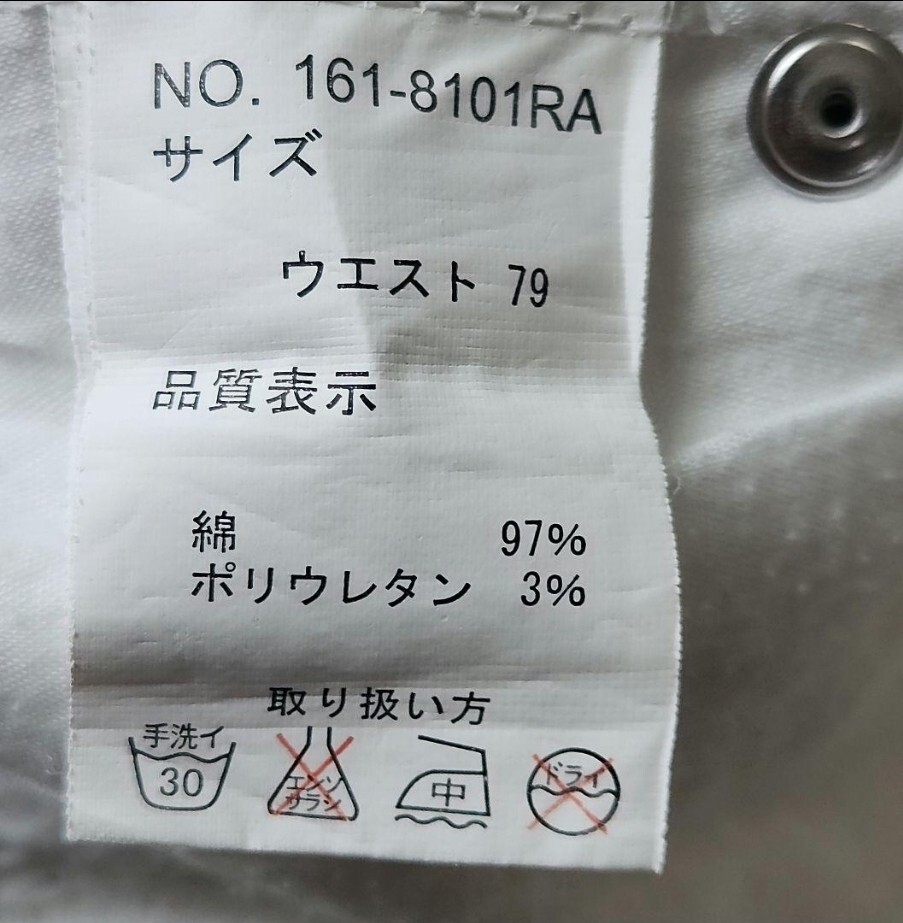 NO. 161-8101RA
サイズ
ウエスト 79
品質表示
綿 97%
ポリウレタン 3%
取り扱い方
手洗イ
30
エンソ
サラシ
中
ドライ